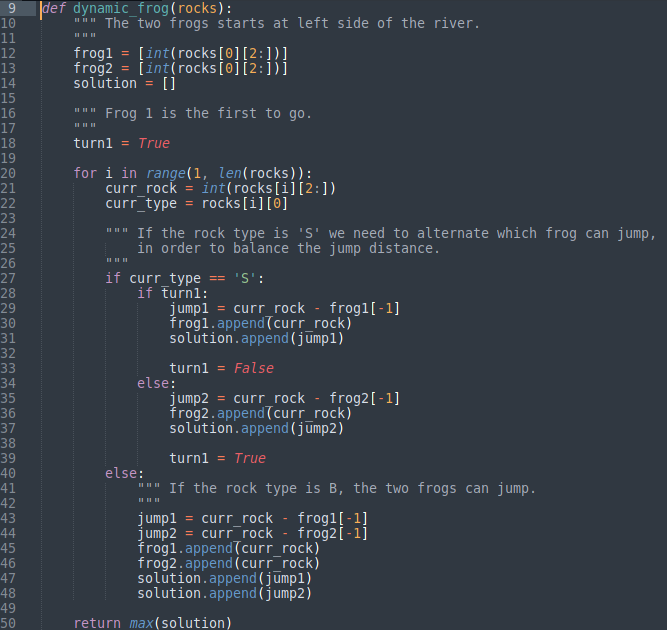 9 def dynamic_frog(rocks):
10     """ The two frogs starts at left side of the river.
11     """
12     frog1 = [int(rocks[0][2:])]
13     frog2 = [int(rocks[0][2:])]
14     solution = []
15
16     """ Frog 1 is the first to go.
17     """
18     turn1 = True
19
20     for i in range(1, len(rocks)):
21         curr_rock = int(rocks[i][2:])
22         curr_type = rocks[i][0]
23
24         """ If the rock type is 'S' we need to alternate which frog can jump,
25             in order to balance the jump distance.
26         """
27         if curr_type == 'S':
28             if turn1:
29                 jump1 = curr_rock - frog1[-1]
30                 frog1.append(curr_rock)
31                 solution.append(jump1)
32
33                 turn1 = False
34             else:
35                 jump2 = curr_rock - frog2[-1]
36                 frog2.append(curr_rock)
37                 solution.append(jump2)
38
39                 turn1 = True
40         else:
41             """ If the rock type is B, the two frogs can jump.
42             """
43             jump1 = curr_rock - frog1[-1]
44             jump2 = curr_rock - frog2[-1]
45             frog1.append(curr_rock)
46             frog2.append(curr_rock)
47             solution.append(jump1)
48             solution.append(jump2)
49
50     return max(solution)